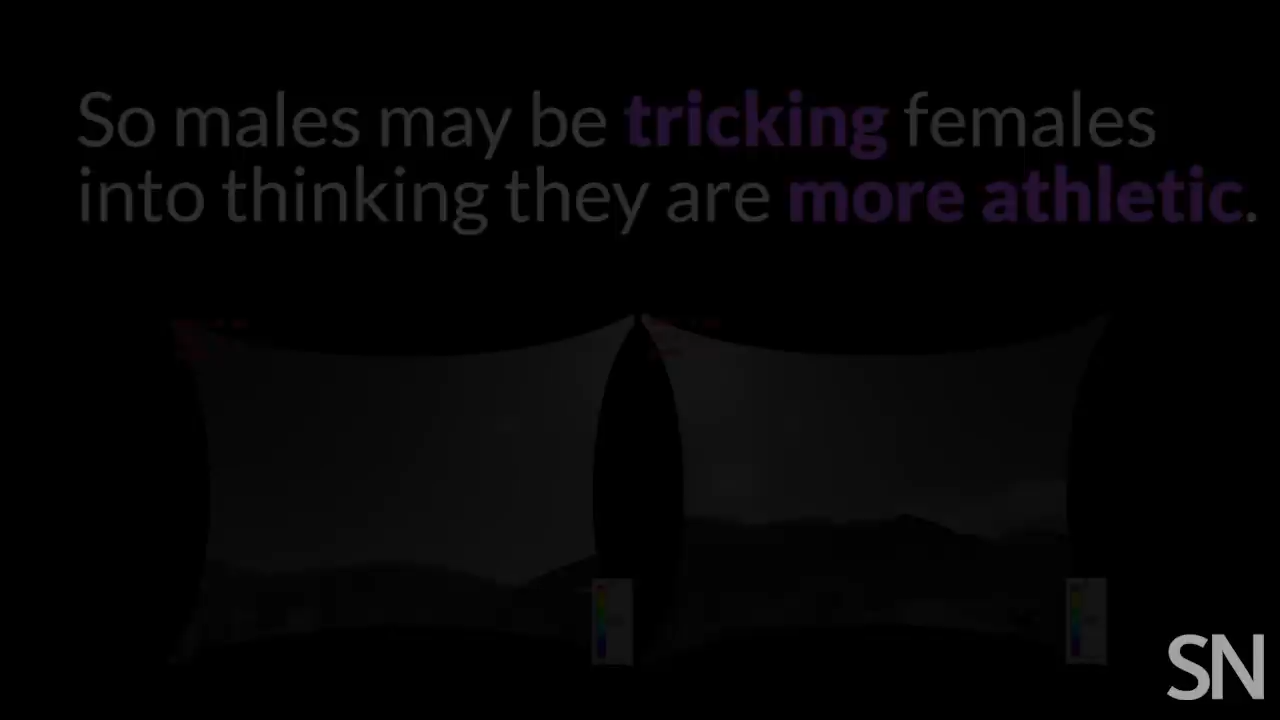 So males may be tricking females
into thinking they are more athletic.
SN